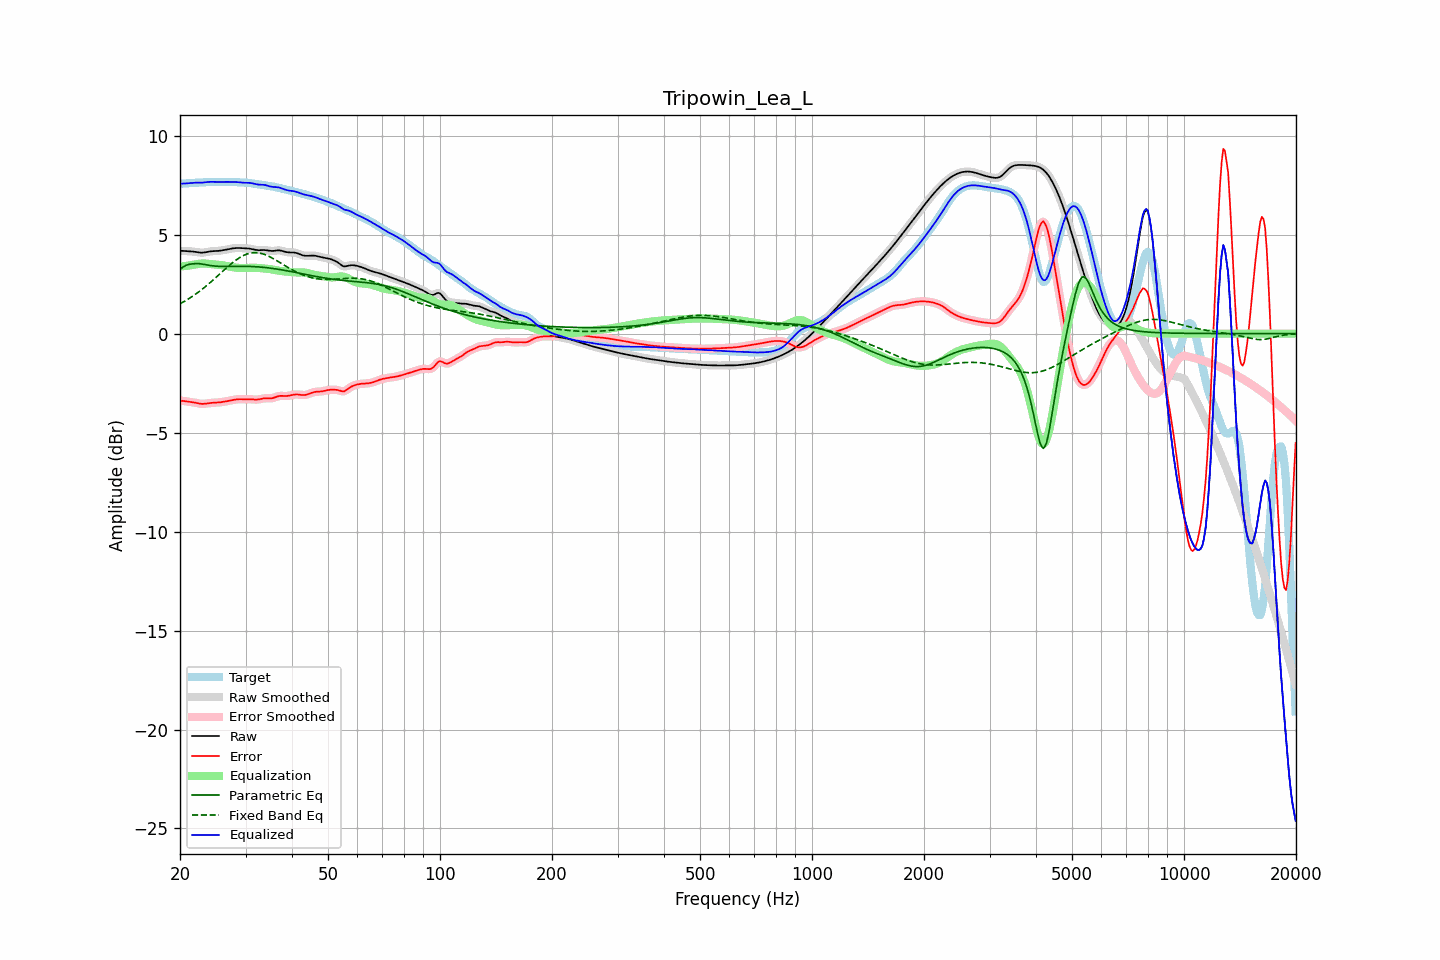 Tripowin_Lea_L
Amplitude (dBr)
10
5
0
−5
−10
−15
−20
−25
Target
Raw Smoothed
Error Smoothed
Raw
Error
Equalization
Parametric Eq
Fixed Band Eq
Equalized
20
50
100
200
500
1000
2000
5000
10000
20000
Frequency (Hz)